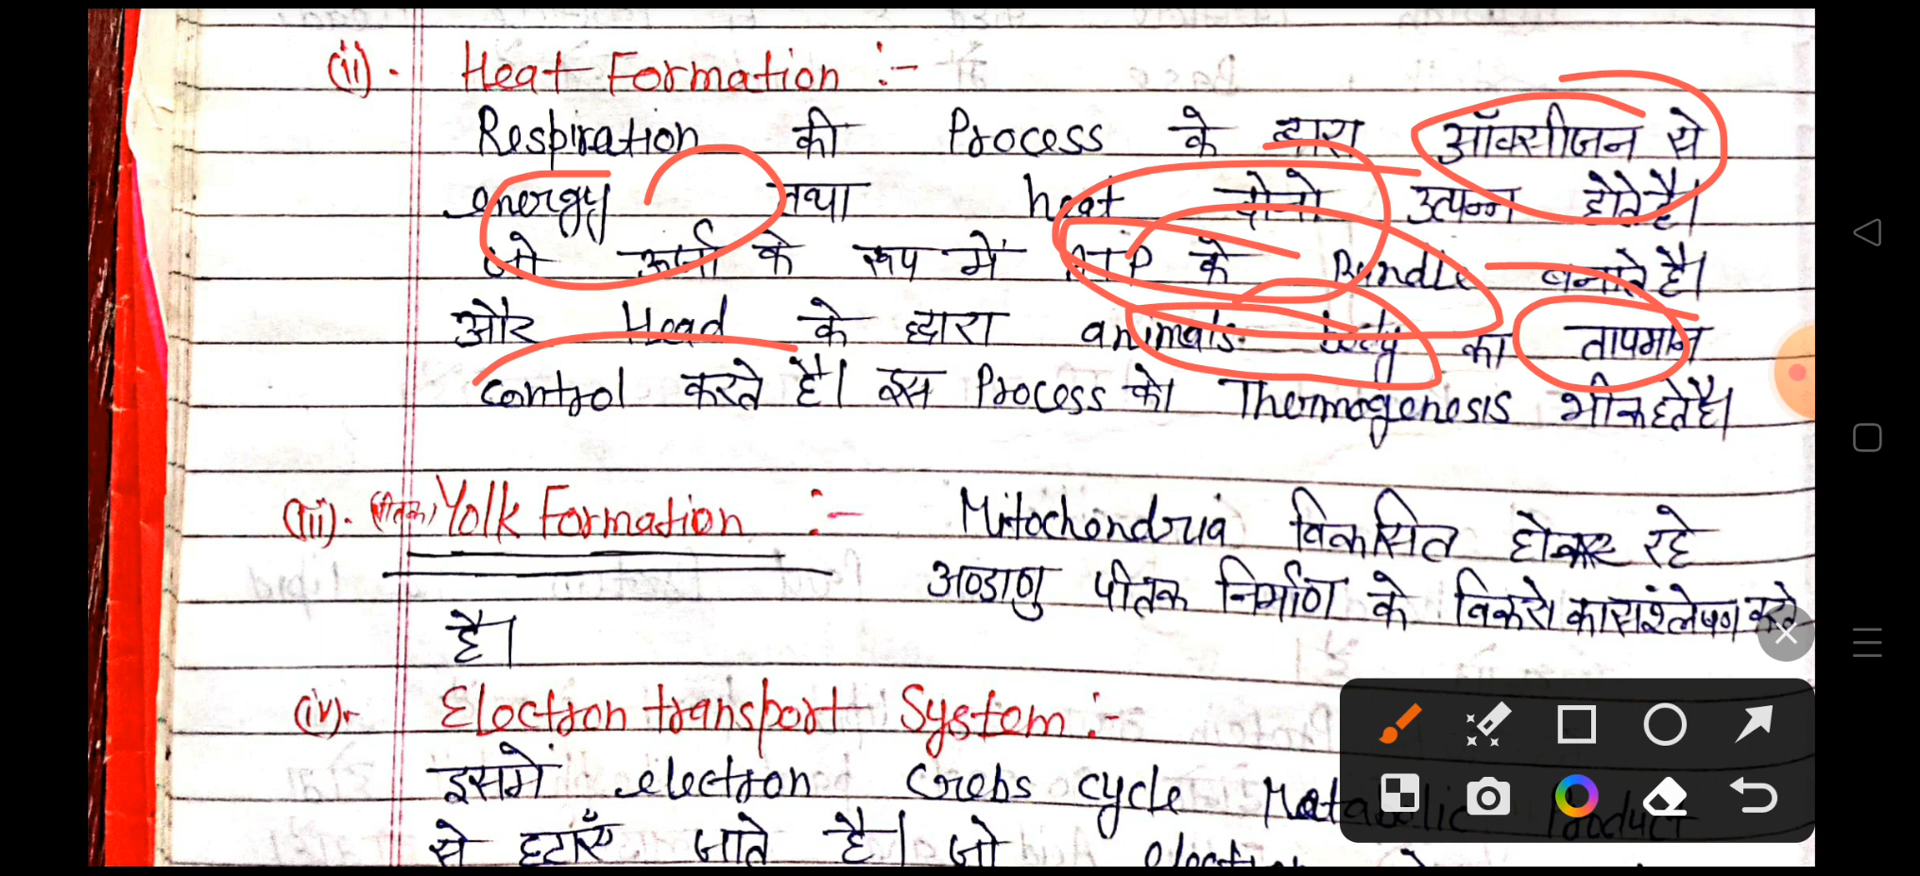 (ii). Heat Formation :-
Respiration की Process के द्वारा ऑक्सीजन से
energy तथा heat दोनो उत्पन्न होते है।
जो ऊर्जा के रूप में ATP के Bundle बनाते है।
और Head के द्वारा animals body का तापमान
control करते है। इस Process को Thermogenesis भी कहते है।
(iii). (पीतक) Yolk Formation :- Mitochondria विकसित होकर रहे
अण्डाणु पीतक निर्माण के विकरो का संश्लेषण करते
है।
(iv). Electron transport System :-
इसमे electron Crebs cycle Metabolic Product
से हटाएँ जाते है। जो